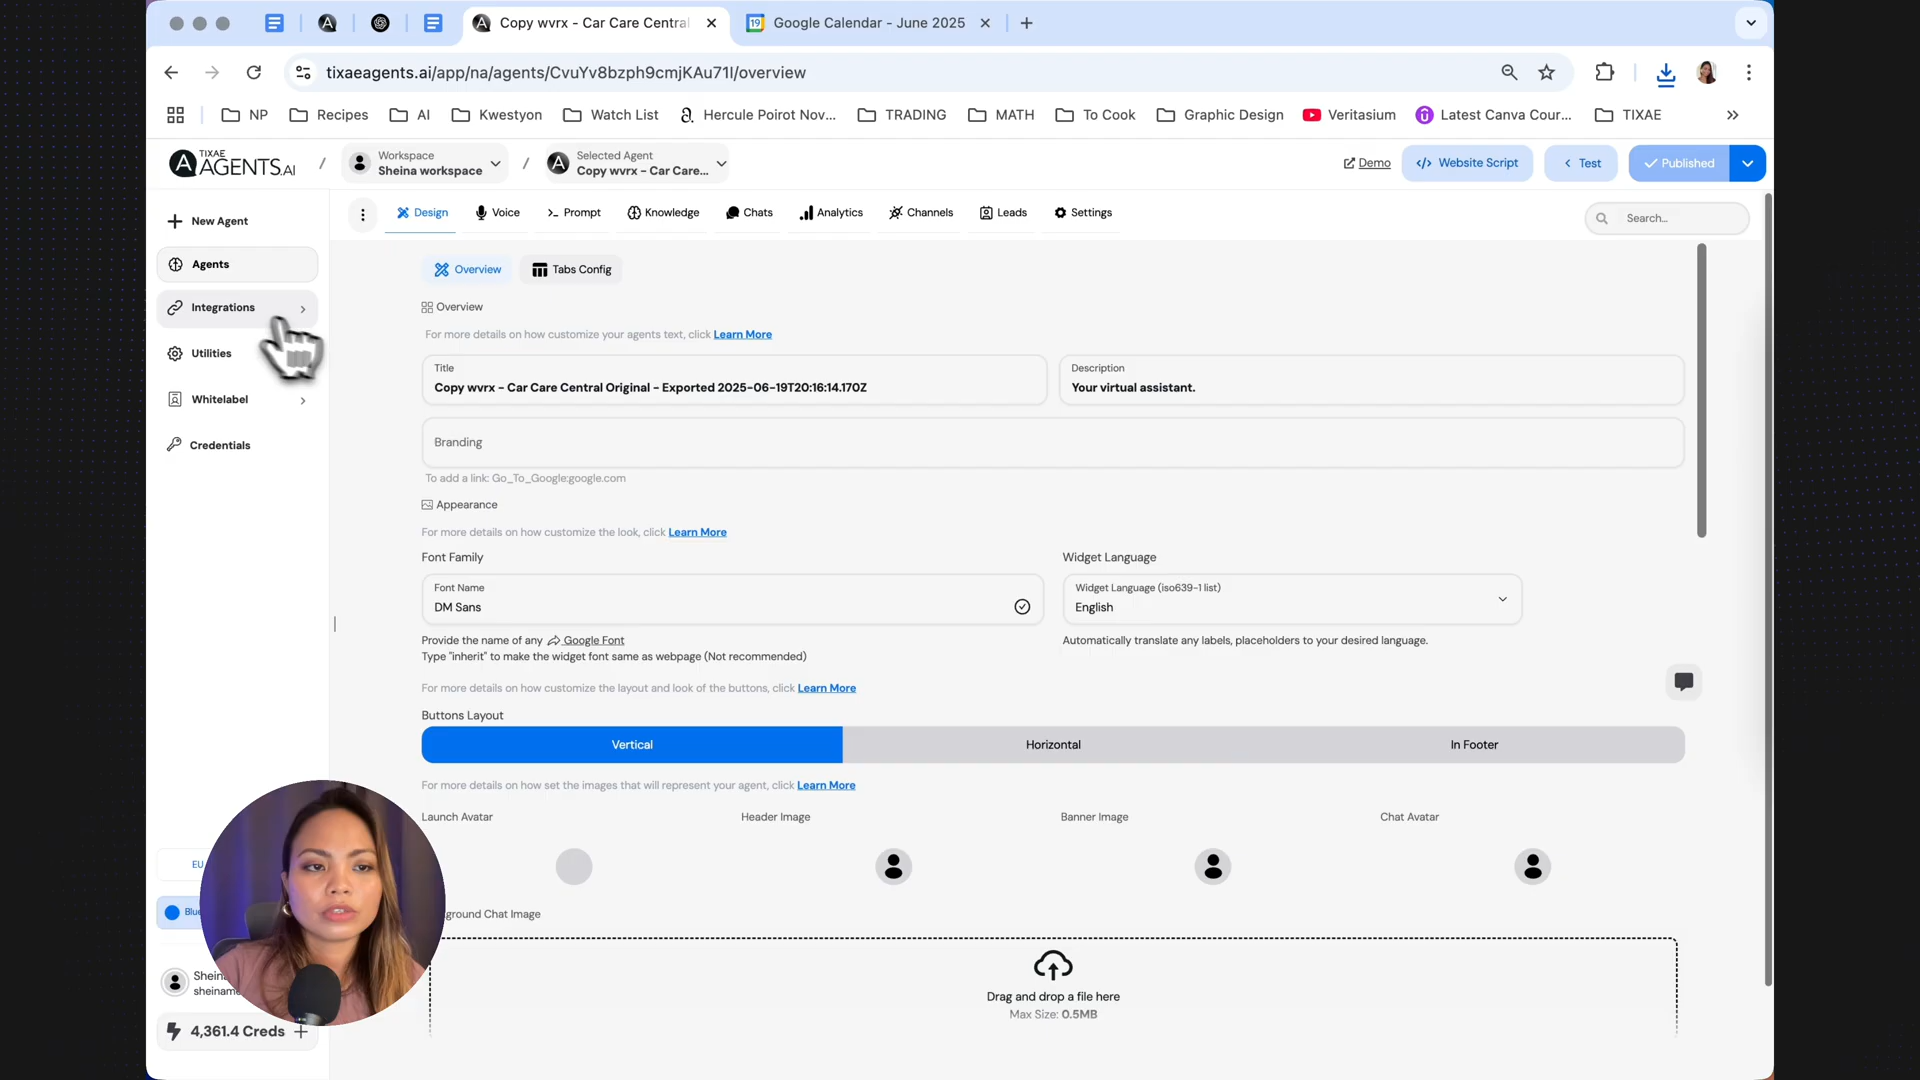 Copy wvrx - Car Care Central
Google Calendar - June 2025
tixaeagents.ai/app/na/agents/CvuYv8bzph9cmjKAu71l/overview
NP
Recipes
AI
Kwestyon
Watch List
Hercule Poirot Nov...
TRADING
MATH
To Cook
Graphic Design
Veritasium
Latest Canva Cour...
TIXAE
TIXAE
AGENTS.AI
/
Workspace
Sheina workspace
/
Selected Agent
Copy wvrx - Car Care...
Demo
</> Website Script
Test
Published
New Agent
Agents
Integrations
Utilities
Whitelabel
Credentials
Design
Voice
Prompt
Knowledge
Chats
Analytics
Channels
Leads
Settings
Search...
Overview
Tabs Config
Overview
For more details on how customize your agents text, click Learn More
Title
Copy wvrx - Car Care Central Original - Exported 2025-06-19T20:16:14.170Z
Description
Your virtual assistant.
Branding
To add a link: Go_To_Google:google.com
Appearance
For more details on how customize the look, click Learn More
Font Family
Widget Language
Font Name
DM Sans
Widget Language (iso639-1 list)
English
Provide the name of any Google Font
Type "inherit" to make the widget font same as webpage (Not recommended)
Automatically translate any labels, placeholders to your desired language.
For more details on how customize the layout and look of the buttons, click Learn More
Buttons Layout
Vertical
Horizontal
In Footer
For more details on how set the images that will represent your agent, click Learn More
Launch Avatar
Header Image
Banner Image
Chat Avatar
ground Chat Image
Drag and drop a file here
Max Size: 0.5MB
EU
Blue
Shein
sheiname
4,361.4 Creds